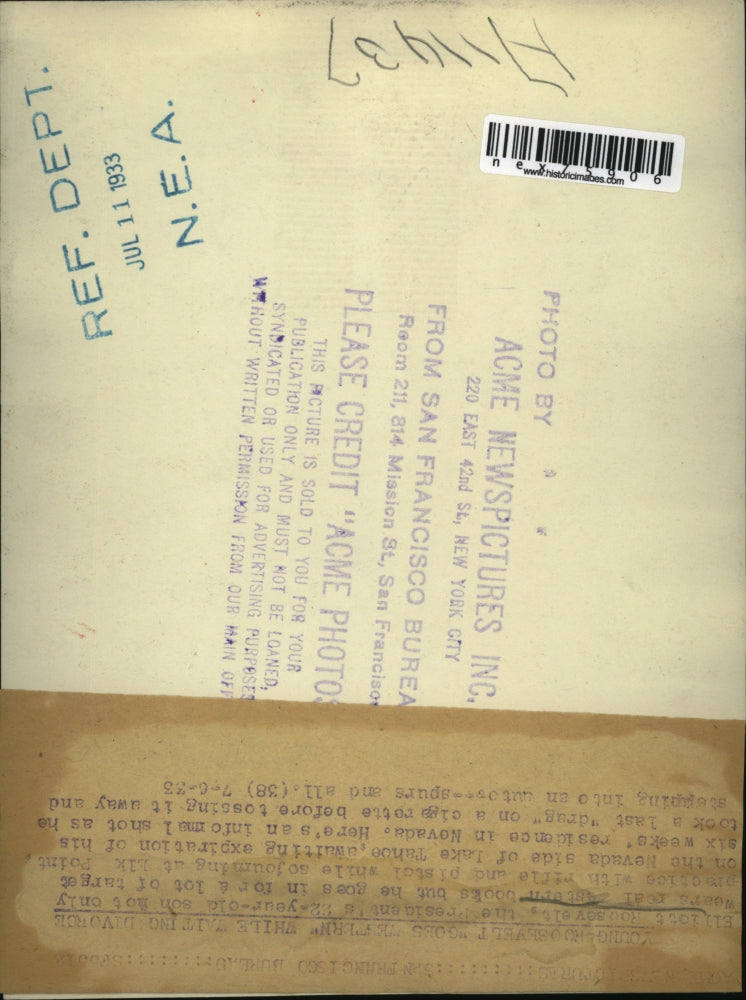 REF. DEPT.
JUL 11 1933
N.E.A.
nex75906
www.historicimages.com
PHOTO BY
ACME NEWSPICTURES INC.
220 EAST 42nd St., NEW YORK CITY
FROM SAN FRANCISCO BUREA
Room 211, 814 Mission St., San Francisco
PLEASE CREDIT "ACME PHOTO
THIS PICTURE IS SOLD TO YOU FOR YOUR
PUBLICATION ONLY AND MUST NOT BE LOANED,
SYNDICATED OR USED FOR ADVERTISING PURPOSES
WITHOUT WRITTEN PERMISSION FROM OUR MAIN OFF
SAN FRANCISCO BUREAU
YOUNG ROOSEVELT "GOES WESTERN" WHILE WAITING DIVORCE
Elliott Roosevelt, the President's 22-year-old son not only
wears real western boots but he goes in for a lot of target
practice with rifle and pistol while sojourning at Elk Point,
on the Nevada side of Lake Tahoe, awaiting expiration of his
six weeks' residence in Nevada. Here's an informal shot as he
took a last "drag" on a cigarette before tossing it away and
stepping into an auto---spurs and all.(38) 7-6-33